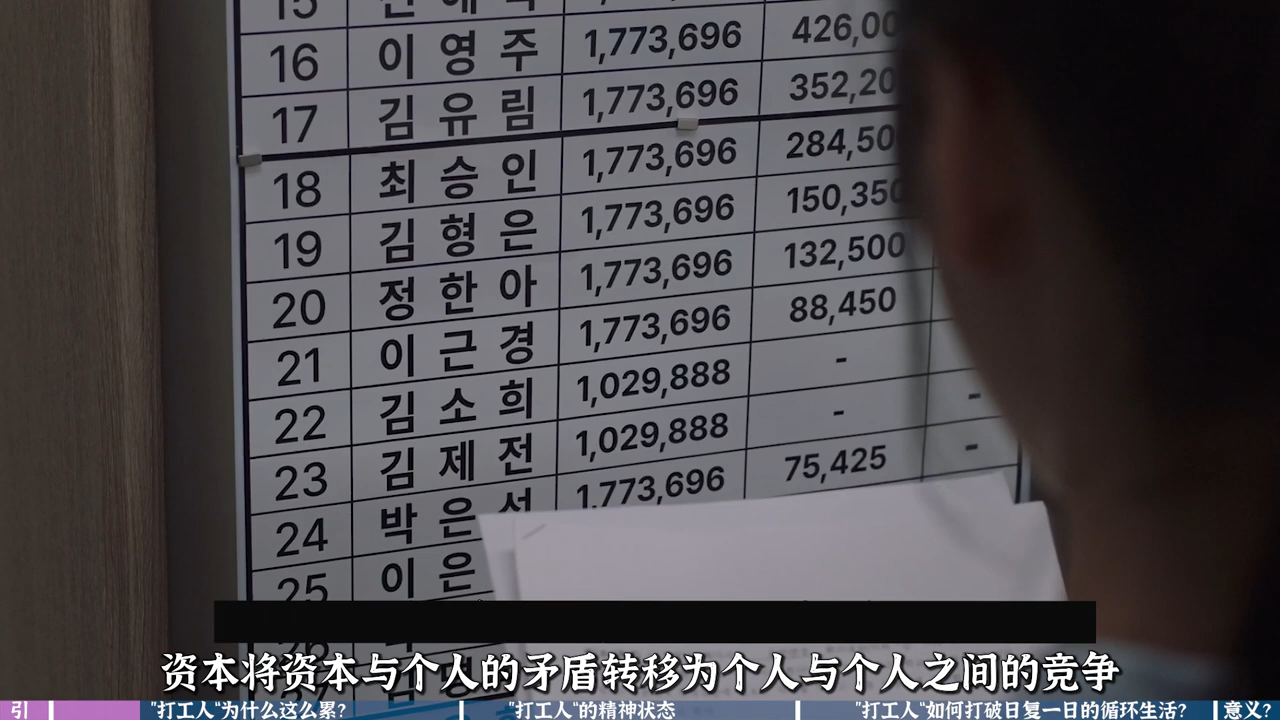 15
16 이 영 주 1,773,696 426,00
17 김 유 림 1,773,696 352,20
18 최 승 인 1,773,696 284,50
19 김 형 은 1,773,696 150,350
20 정 한 아 1,773,696 132,500
21 이 근 경 1,773,696 88,450
22 김 소 희 1,029,888 -
23 김 제 전 1,029,888 - -
24 박 은 선 1,773,696 75,425 -
25 이 은
资本将资本与个人的矛盾转移为个人与个人之间的竞争
引 "打工人"为什么这么累? "打工人"的精神状态 "打工人"如何打破日复一日的循环生活? 意义?